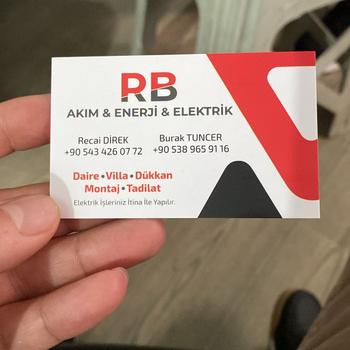 RB
AKIM & ENERJİ & ELEKTRİK
Recai DİREK Burak TUNCER
+90 543 426 07 72 +90 538 965 91 16
Daire • Villa • Dükkan
Montaj • Tadilat
Elektrik İşleriniz İtina İle Yapılır.